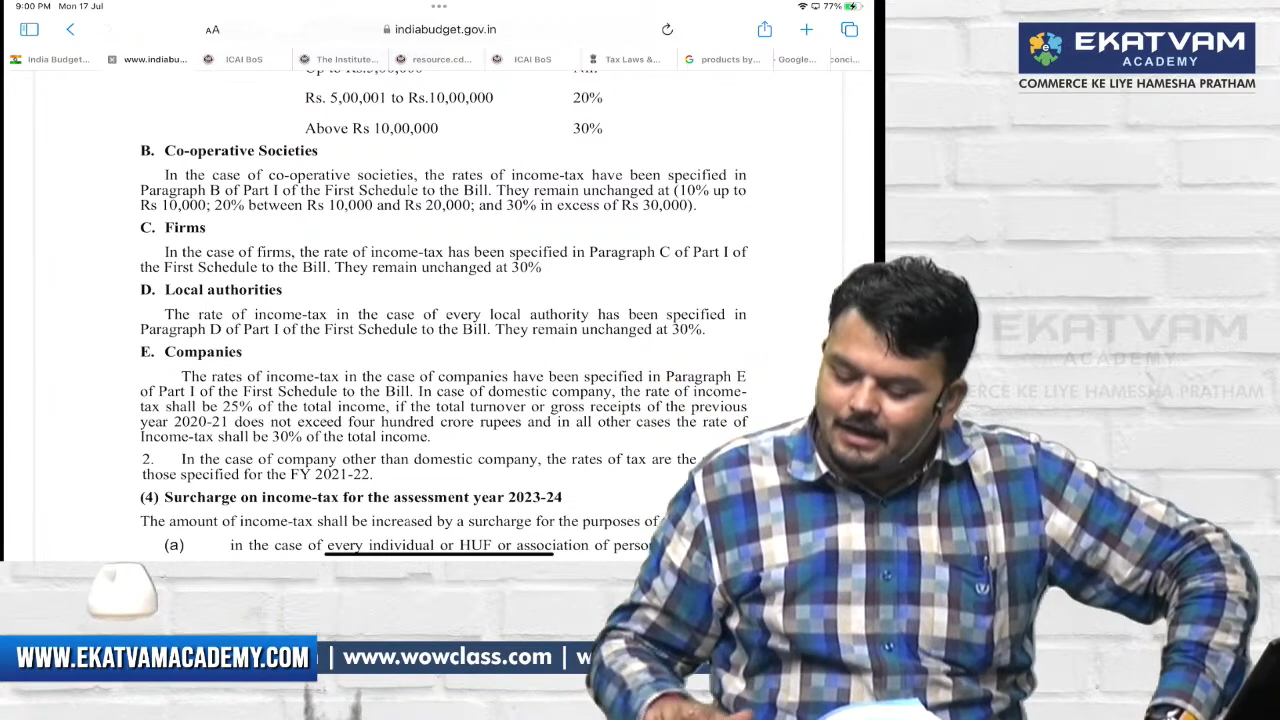 9:00 PM Mon 17 Jul
77%
AA
indiabudget.gov.in
India Budget...
www.indiabu...
ICAI BoS
The Institute...
resource.cd...
ICAI BoS
Tax Laws &...
products by...
- Google...
EKATVAM
ACADEMY
COMMERCE KE LIYE HAMESHA PRATHAM
Rs. 5,00,001 to Rs.10,00,000 20%
Above Rs 10,00,000 30%
B. Co-operative Societies
In the case of co-operative societies, the rates of income-tax have been specified in
Paragraph B of Part I of the First Schedule to the Bill. They remain unchanged at (10% up to
Rs 10,000; 20% between Rs 10,000 and Rs 20,000; and 30% in excess of Rs 30,000).
C. Firms
In the case of firms, the rate of income-tax has been specified in Paragraph C of Part I of
the First Schedule to the Bill. They remain unchanged at 30%
D. Local authorities
The rate of income-tax in the case of every local authority has been specified in
Paragraph D of Part I of the First Schedule to the Bill. They remain unchanged at 30%.
E. Companies
The rates of income-tax in the case of companies have been specified in Paragraph E
of Part I of the First Schedule to the Bill. In case of domestic company, the rate of income-
tax shall be 25% of the total income, if the total turnover or gross receipts of the previous
year 2020-21 does not exceed four hundred crore rupees and in all other cases the rate of
Income-tax shall be 30% of the total income.
2. In the case of company other than domestic company, the rates of tax are the
those specified for the FY 2021-22.
(4) Surcharge on income-tax for the assessment year 2023-24
The amount of income-tax shall be increased by a surcharge for the purposes of
(a) in the case of every individual or HUF or association of perso
EKATVAM
ACADEMY
ERCE KE LIYE HAMESHA PRATHAM
WWW.EKATVAMACADEMY.COM | www.wowclass.com |